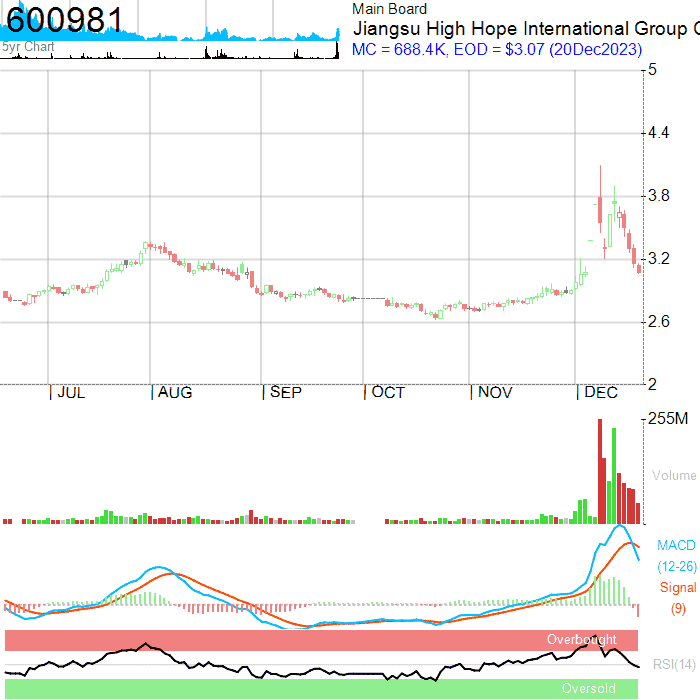 600981
5yr Chart
Main Board
Jiangsu High Hope International Group C
MC = 688.4K, EOD = $3.07 (20Dec2023)
5
4.4
3.8
3.2
2.6
2
JUL AUG SEP OCT NOV DEC
255M
Volume
MACD
(12-26)
Signal
(9)
Overbought
RSI(14)
Oversold